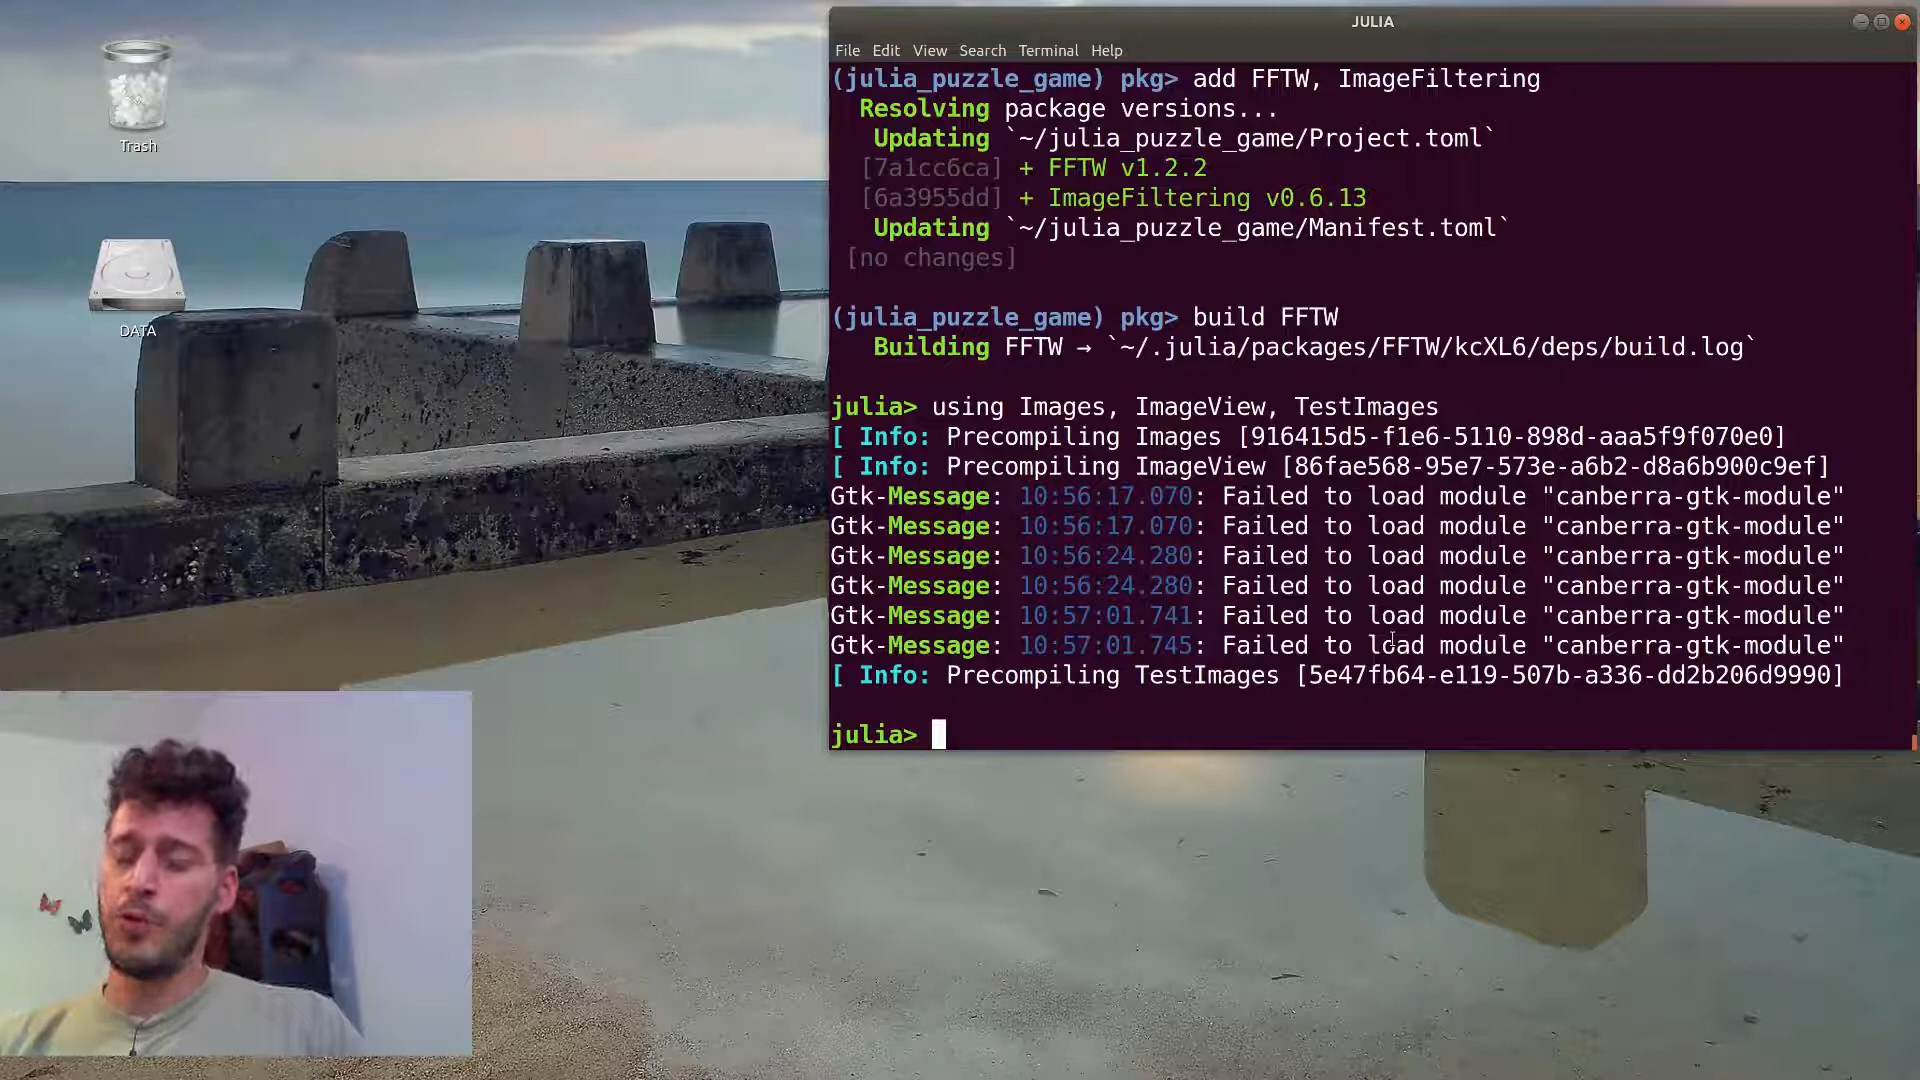 Trash
DATA
JULIA
File Edit View Search Terminal Help
(julia_puzzle_game) pkg> add FFTW, ImageFiltering
Resolving package versions...
Updating `~/julia_puzzle_game/Project.toml`
[7a1cc6ca] + FFTW v1.2.2
[6a3955dd] + ImageFiltering v0.6.13
Updating `~/julia_puzzle_game/Manifest.toml`
[no changes]
(julia_puzzle_game) pkg> build FFTW
Building FFTW → `~/.julia/packages/FFTW/kcXL6/deps/build.log`
julia> using Images, ImageView, TestImages
[ Info: Precompiling Images [916415d5-f1e6-5110-898d-aaa5f9f070e0]
[ Info: Precompiling ImageView [86fae568-95e7-573e-a6b2-d8a6b900c9ef]
Gtk-Message: 10:56:17.070: Failed to load module "canberra-gtk-module"
Gtk-Message: 10:56:17.070: Failed to load module "canberra-gtk-module"
Gtk-Message: 10:56:24.280: Failed to load module "canberra-gtk-module"
Gtk-Message: 10:56:24.280: Failed to load module "canberra-gtk-module"
Gtk-Message: 10:57:01.741: Failed to load module "canberra-gtk-module"
Gtk-Message: 10:57:01.745: Failed to load module "canberra-gtk-module"
[ Info: Precompiling TestImages [5e47fb64-e119-507b-a336-dd2b206d9990]
julia>